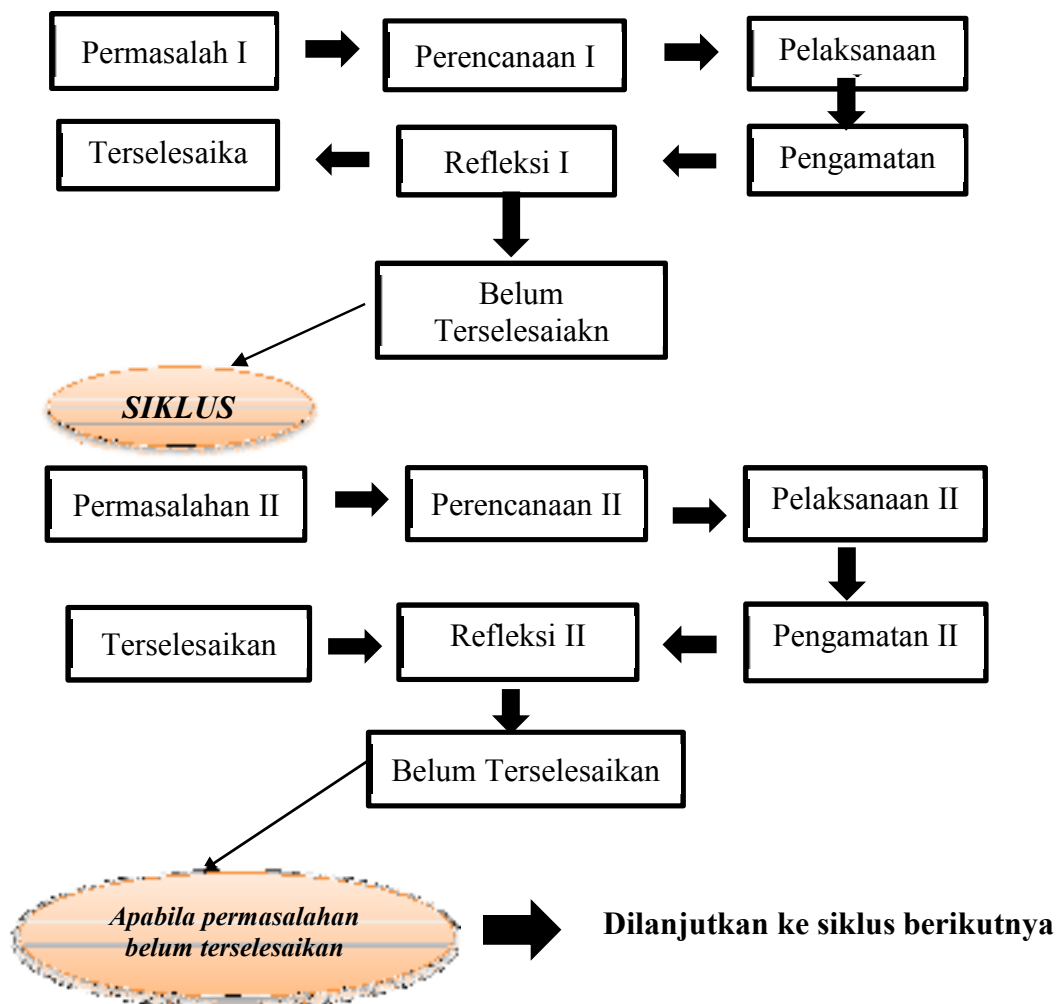 Permasalah I
Perencanaan I
Pelaksanaan
Terselesaika
Refleksi I
Pengamatan
Belum
Terselesaiakn
SIKLUS
Permasalahan II
Perencanaan II
Pelaksanaan II
Terselesaikan
Refleksi II
Pengamatan II
Belum Terselesaikan
Apabila permasalahan
belum terselesaikan
Dilanjutkan ke siklus berikutnya